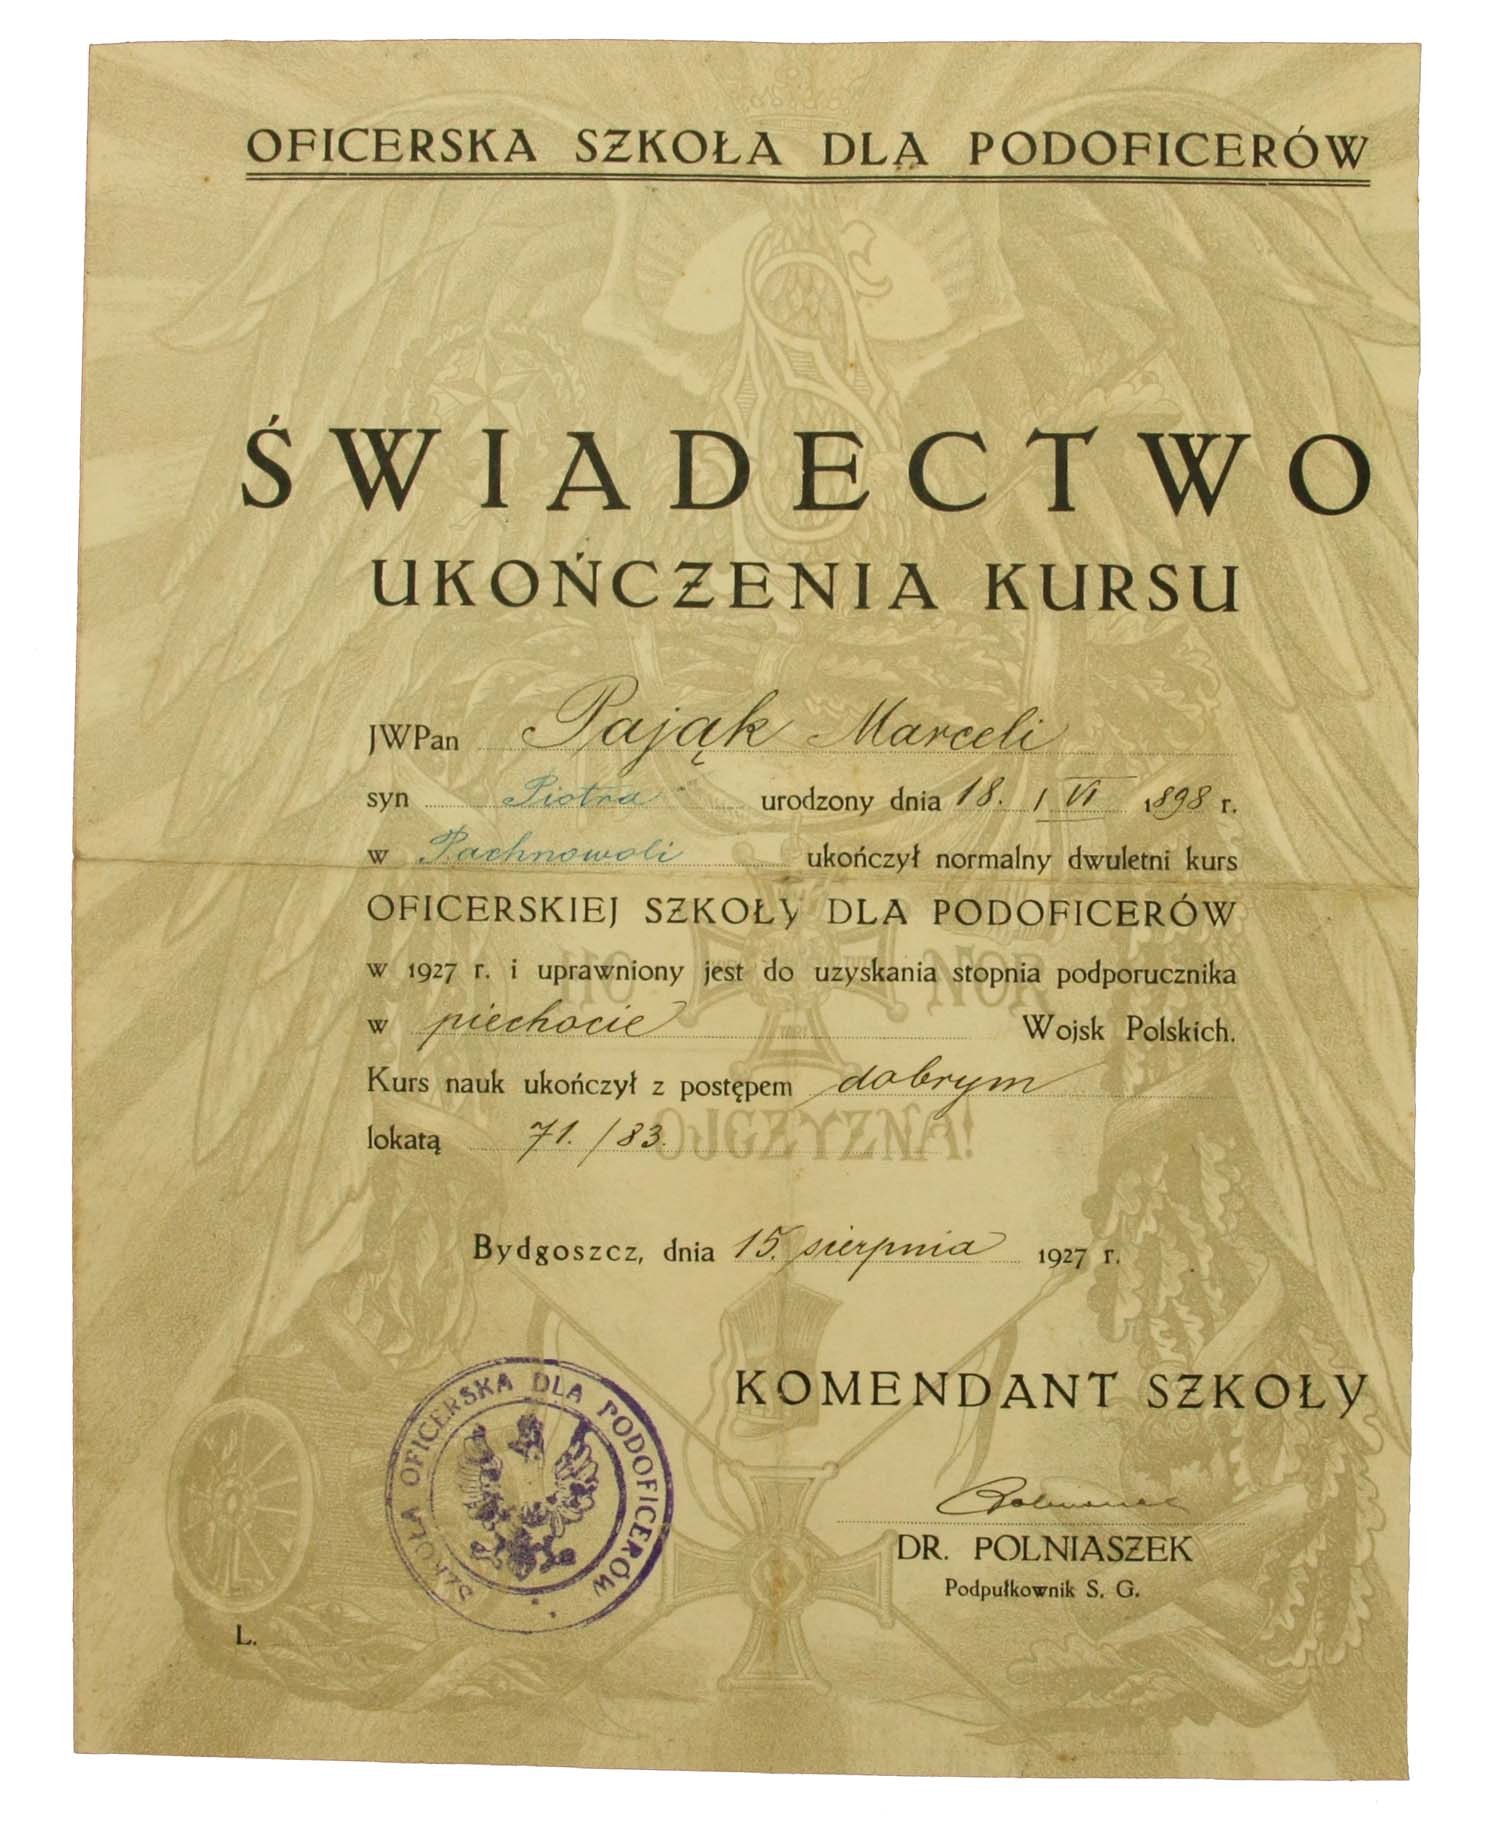 OFICERSKA SZKOŁA DLA PODOFICERÓW
ŚWIADECTWO
UKOŃCZENIA KURSU
JWPan Pająk Marceli
syn Piotra urodzony dnia 18. / VI 1898 r.
w Pachnowoli ukończył normalny dwuletni kurs
OFICERSKIEJ SZKOŁY DLA PODOFICERÓW
w 1927 r. i uprawniony jest do uzyskania stopnia podporucznika
w piechocie Wojsk Polskich.
HO NOR
Kurs nauk ukończył z postępem dobrym
lokatą 71. / 83.
OJCZYZNA!
Bydgoszcz, dnia 15. sierpnia 1927 r.
KOMENDANT SZKOŁY
SZKOŁA OFICERSKA DLA PODOFICERÓW
DR. POLNIASZEK
Podpułkownik S. G.
L.